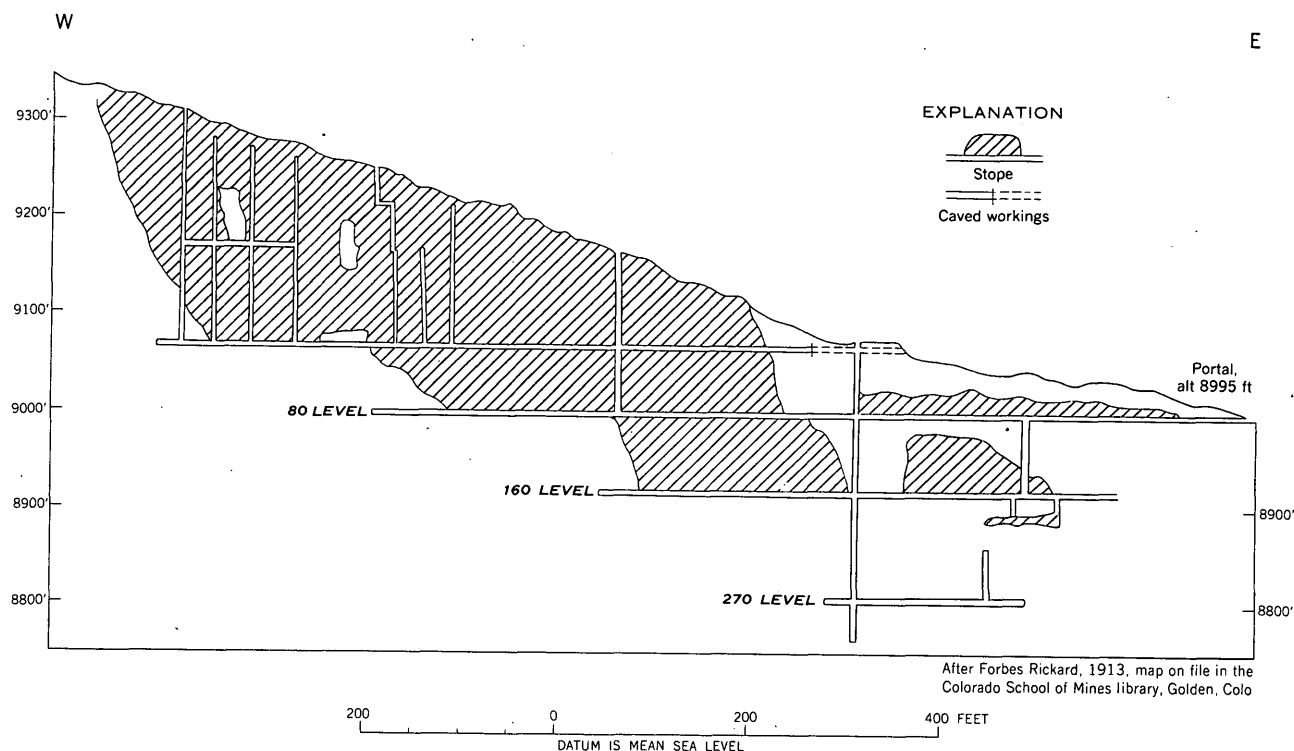 W
E
9300'
9200'
9100'
9000'
8900'
8800'
EXPLANATION
Stope
Caved workings
Portal,
alt 8995 ft
80 LEVEL
160 LEVEL
270 LEVEL
8900'
8800'
After Forbes Rickard, 1913, map on file in the
Colorado School of Mines library, Golden, Colo
200 0 200 400 FEET
DATUM IS MEAN SEA LEVEL